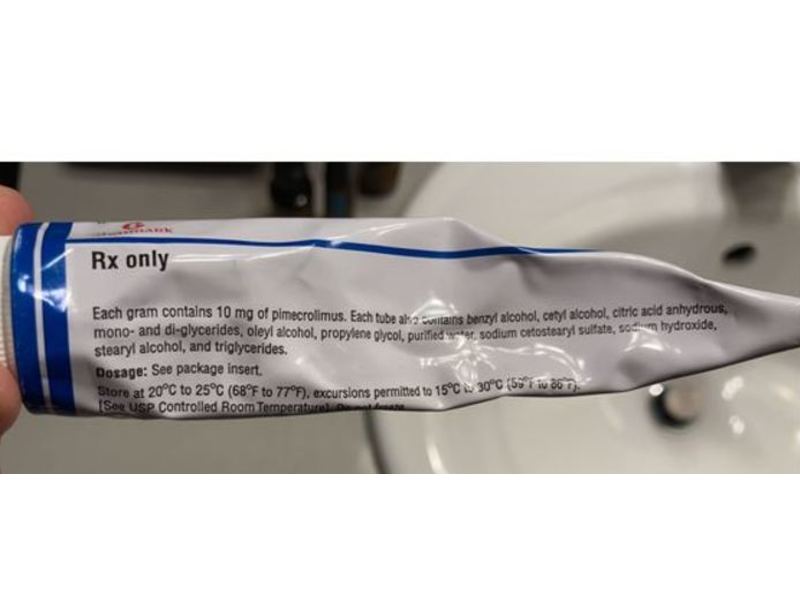 Rx only
Each gram contains 10 mg of pimecrolimus. Each tube also contains benzyl alcohol, cetyl alcohol, citric acid anhydrous,
mono- and di-glycerides, oleyl alcohol, propylene glycol, purified water, sodium cetostearyl sulfate, sodium hydroxide,
stearyl alcohol, and triglycerides.
Dosage: See package insert.
Store at 20°C to 25°C (68°F to 77°F), excursions permitted to 15°C to 30°C (59°F to 86°F).
[See USP Controlled Room Temperature]. Do not freeze.